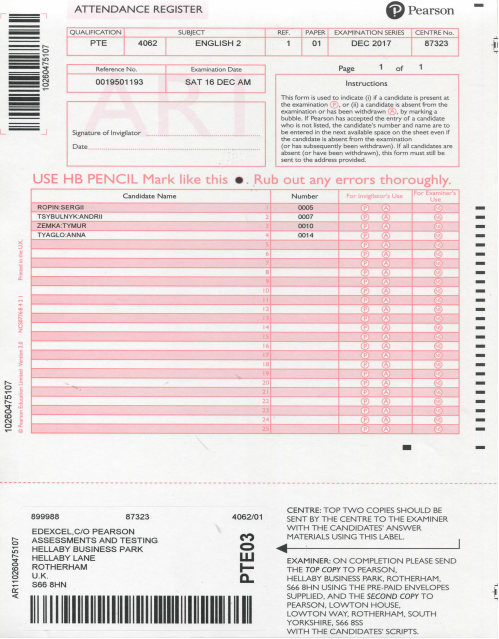 ATTENDANCE REGISTER
Pearson
QUALIFICATION SUBJECT REF. PAPER EXAMINATION SERIES CENTRE No.
PTE 4062 ENGLISH 2 1 01 DEC 2017 87323
10260475107
Reference No. Examination Date
0019501193 SAT 16 DEC AM
Page 1 of 1
Instructions
This form is used to indicate (i) if a candidate is present at
the examination (P), or (ii) a candidate is absent from the
examination or has been withdrawn (A), by marking a
bubble. If Pearson has accepted the entry of a candidate
who is not listed, the candidate's number and name are to
be entered in the next available space on the sheet even if
the candidate is absent from the examination
(or has subsequently been withdrawn). If all candidates are
absent (or have been withdrawn), this form must still be
sent to the address provided.
ART
Signature of Invigilator
Date
USE HB PENCIL Mark like this ●. Rub out any errors thoroughly.
Candidate Name Number For Invigilator's Use For Examiner's Use
ROPIN:SERGII 1 0005 P A
TSYBULNYK:ANDRII 2 0007 P A
ZEMKA:TYMUR 3 0010 P A
TYAGLO:ANNA 4 0014 P A
5 P A
6 P A
7 P A
8 P A
9 P A
10 P A
11 P A
12 P A
13 P A
14 P A
15 P A
16 P A
17 P A
18 P A
19 P A
20 P A
21 P A
22 P A
23 P A
24 P A
25 P A
Printed in the U.K.
© Pearson Education Limited Version 2.0
10260475107
899988 87323 4062/01
EDEXCEL,C/O PEARSON
ASSESSMENTS AND TESTING
HELLABY BUSINESS PARK
HELLABY LANE
ROTHERHAM
U.K.
S66 8HN
PTE03
AR110260475107
CENTRE: TOP TWO COPIES SHOULD BE
SENT BY THE CENTRE TO THE EXAMINER
WITH THE CANDIDATES' ANSWER
MATERIALS USING THIS LABEL.
EXAMINER: ON COMPLETION PLEASE SEND
THE TOP COPY TO PEARSON,
HELLABY BUSINESS PARK, ROTHERHAM,
S66 8HN USING THE PRE-PAID ENVELOPES
SUPPLIED, AND THE SECOND COPY TO
PEARSON, LOWTON HOUSE,
LOWTON WAY, ROTHERHAM, SOUTH
YORKSHIRE, S66 8SS
WITH THE CANDIDATE'S SCRIPTS.